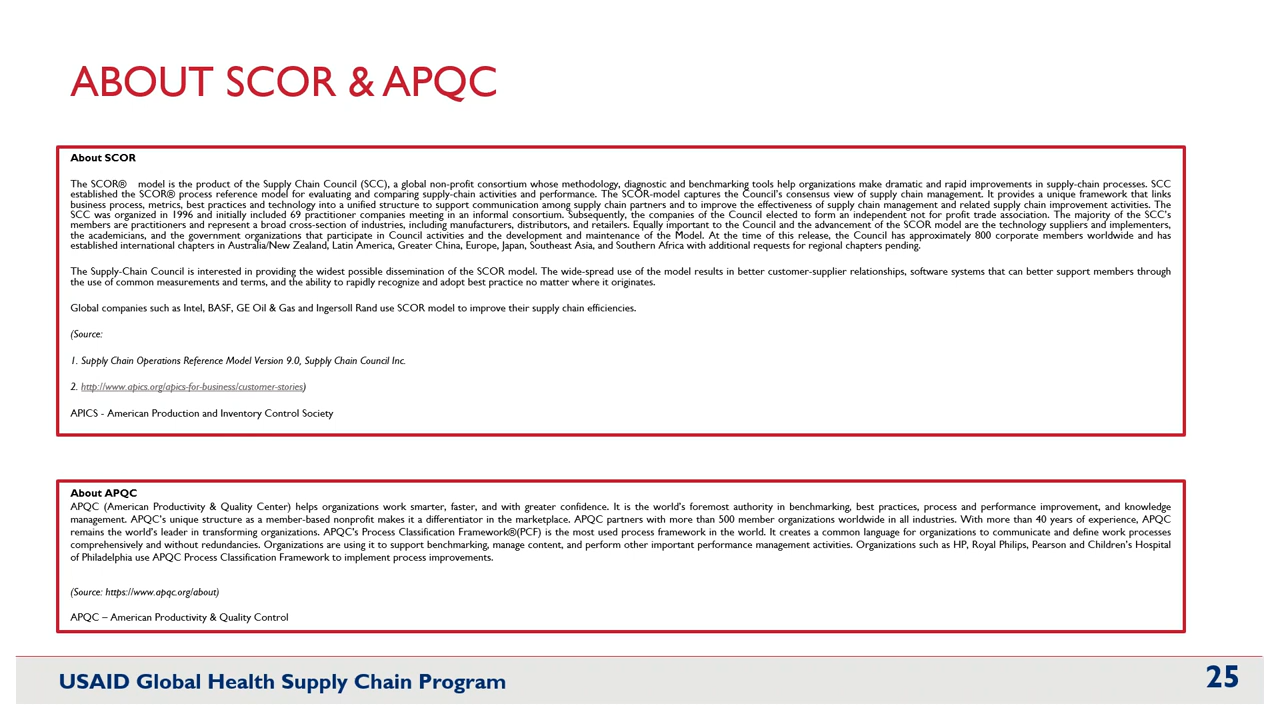 ABOUT SCOR & APQC
About SCOR
The SCOR® model is the product of the Supply Chain Council (SCC), a global non-profit consortium whose methodology, diagnostic and benchmarking tools help organizations make dramatic and rapid improvements in supply-chain processes. SCC
established the SCOR® process reference model for evaluating and comparing supply-chain activities and performance. The SCOR-model captures the Council's consensus view of supply chain management. It provides a unique framework that links
business process, metrics, best practices and technology into a unified structure to support communication among supply chain partners and to improve the effectiveness of supply chain management and related supply chain improvement activities. The
SCC was organized in 1996 and initially included 69 practitioner companies meeting in an informal consortium. Subsequently, the companies of the Council elected to form an independent not for profit trade association. The majority of the SCC's
members are practitioners and represent a broad cross-section of industries, including manufacturers, distributors, and retailers. Equally important to the Council and the advancement of the SCOR model are the technology suppliers and implementers,
the academicians, and the government organizations that participate in Council activities and the development and maintenance of the Model. At the time of this release, the Council has approximately 800 corporate members worldwide and has
established international chapters in Australia/New Zealand, Latin America, Greater China, Europe, Japan, Southeast Asia, and Southern Africa with additional requests for regional chapters pending.
The Supply-Chain Council is interested in providing the widest possible dissemination of the SCOR model. The wide-spread use of the model results in better customer-supplier relationships, software systems that can better support members through
the use of common measurements and terms, and the ability to rapidly recognize and adopt best practice no matter where it originates.
Global companies such as Intel, BASF, GE Oil & Gas and Ingersoll Rand use SCOR model to improve their supply chain efficiencies.
(Source:
1. Supply Chain Operations Reference Model Version 9.0, Supply Chain Council Inc.
2. http://www.apics.org/apics-for-business/customer-stories)
APICS - American Production and Inventory Control Society
About APQC
APQC (American Productivity & Quality Center) helps organizations work smarter, faster, and with greater confidence. It is the world's foremost authority in benchmarking, best practices, process and performance improvement, and knowledge
management. APQC's unique structure as a member-based nonprofit makes it a differentiator in the marketplace. APQC partners with more than 500 member organizations worldwide in all industries. With more than 40 years of experience, APQC
remains the world's leader in transforming organizations. APQC's Process Classification Framework®(PCF) is the most used process framework in the world. It creates a common language for organizations to communicate and define work processes
comprehensively and without redundancies. Organizations are using it to support benchmarking, manage content, and perform other important performance management activities. Organizations such as HP, Royal Philips, Pearson and Children's Hospital
of Philadelphia use APQC Process Classification Framework to implement process improvements.
(Source: https://www.apqc.org/about)
APQC – American Productivity & Quality Control
USAID Global Health Supply Chain Program
25